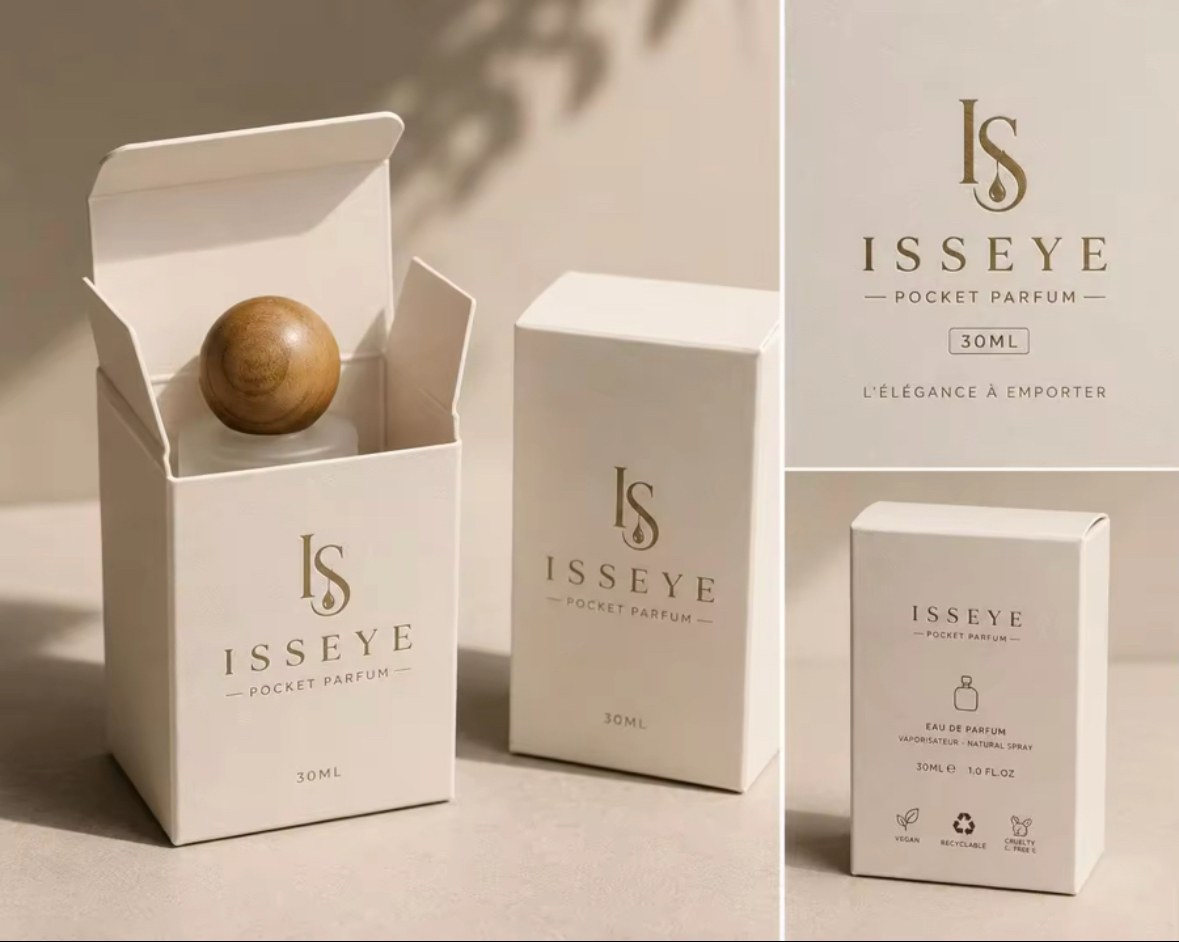 IS
ISSEYE
— POCKET PARFUM —
30ML
IS
ISSEYE
— POCKET PARFUM —
30ML
IS
ISSEYE
— POCKET PARFUM —
30ML
L'ÉLÉGANCE À EMPORTER
ISSEYE
— POCKET PARFUM —
EAU DE PARFUM
VAPORISATEUR - NATURAL SPRAY
30ML ℮ 1.0 FL.OZ
VEGAN
RECYCLABLE
CRUELTY
FREE